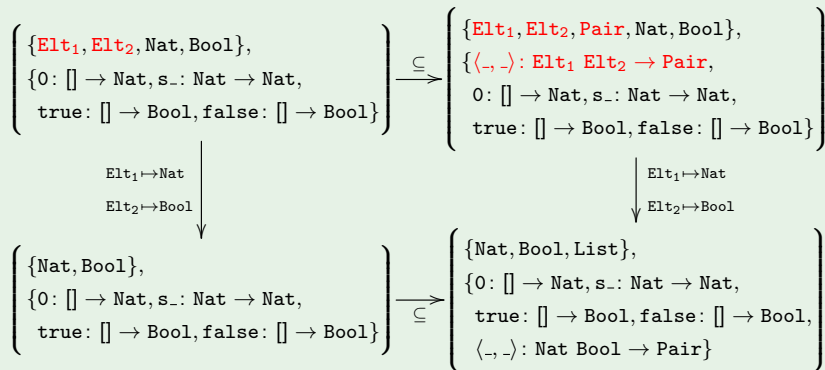 {Elt₁, Elt₂, Nat, Bool},
{0: [] → Nat, s_: Nat → Nat,
true: [] → Bool, false: [] → Bool}
⊆
{Elt₁, Elt₂, Pair, Nat, Bool},
{⟨_, _⟩: Elt₁ Elt₂ → Pair,
0: [] → Nat, s_: Nat → Nat,
true: [] → Bool, false: [] → Bool}
Elt₁↦Nat
Elt₂↦Bool
Elt₁↦Nat
Elt₂↦Bool
{Nat, Bool},
{0: [] → Nat, s_: Nat → Nat,
true: [] → Bool, false: [] → Bool}
⊆
{Nat, Bool, List},
{0: [] → Nat, s_: Nat → Nat,
true: [] → Bool, false: [] → Bool,
⟨_, _⟩: Nat Bool → Pair}